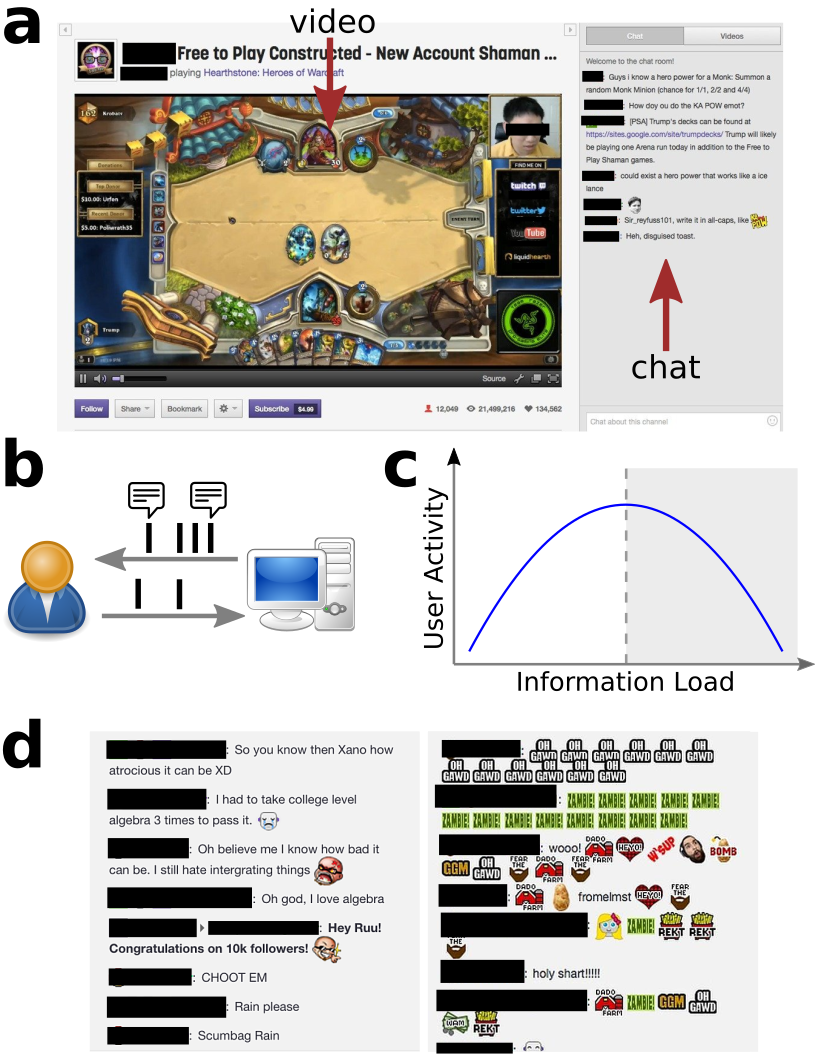 a
video
Free to Play Constructed - New Account Shaman ...
playing Hearthstone: Heroes of Warcraft
162
Krobarr
30
Donations
Top Donor
$10.00: Urfon
Recent Donor
$5.00: Poliwrath35
END TURN
FIND ME ON
twitch
twitter
YouTube
liquidhearth
Trump
2
Source
Follow
Share
Bookmark
Subscribe $4.99
12,049
21,499,216
134,562
Chat
Videos
Welcome to the chat room!
: Guys i know a hero power for a Monk: Summon a
random Monk Minion (chance for 1/1, 2/2 and 4/4)
: How doy ou do the KA POW emot?
: [PSA] Trump's decks can be found at
https://sites.google.com/site/trumpdecks/ Trump will likely
be playing one Arena run today in addition to the Free to
Play Shaman games.
: could exist a hero power that works like a ice
lance
:
: Sir_reyfuss101, write it in all-caps, like KA POW
: Heh, disguised toast.
chat
Chat about this channel
b
c
User Activity
Information Load
d
: So you know then Xano how
atrocious it can be XD
: I had to take college level
algebra 3 times to pass it.
: Oh believe me I know how bad it
can be. I still hate intergrating things
: Oh god, I love algebra
: Hey Ruu!
Congratulations on 10k followers!
: CHOOT EM
: Rain please
: Scumbag Rain
: OH GAWD OH GAWD OH GAWD OH GAWD OH GAWD OH GAWD
OH GAWD OH GAWD OH GAWD OH GAWD OH GAWD OH GAWD
: ZAMBIE! ZAMBIE! ZAMBIE! ZAMBIE! ZAMBIE!
ZAMBIE! ZAMBIE! ZAMBIE! ZAMBIE! ZAMBIE! ZAMBIE! ZAMBIE! ZAMBIE!
: wooo! DADO FARM HEYO! W'SUP BOMB
GGM OH GAWD FEAR THE DADO FARM FEAR THE
: DADO FARM fromelmst HEYO! FEAR THE
: ZAMBIE! REKT REKT
FEAR THE
: holy shart!!!!!
: DADO FARM ZAMBIE! GGM OH GAWD
WAM REKT
: